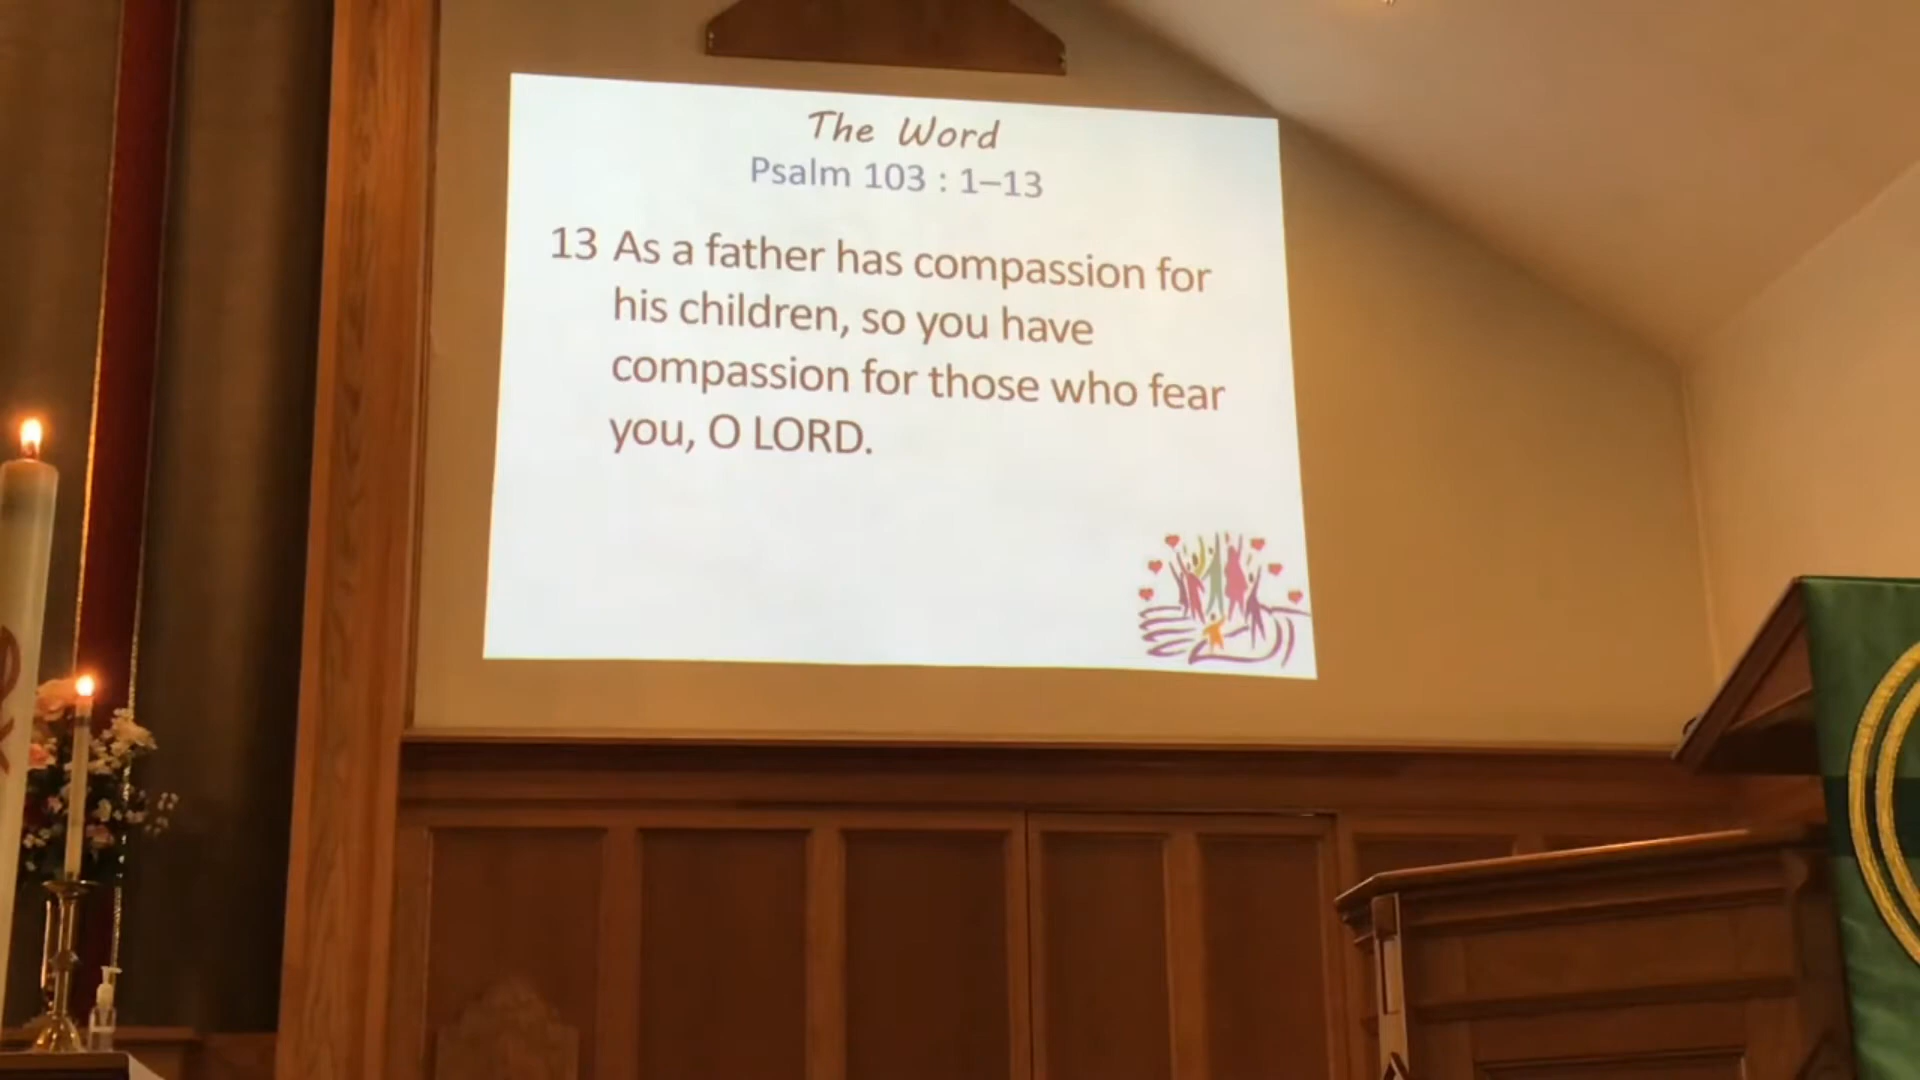 The Word
Psalm 103 : 1–13
13 As a father has compassion for
his children, so you have
compassion for those who fear
you, O LORD.